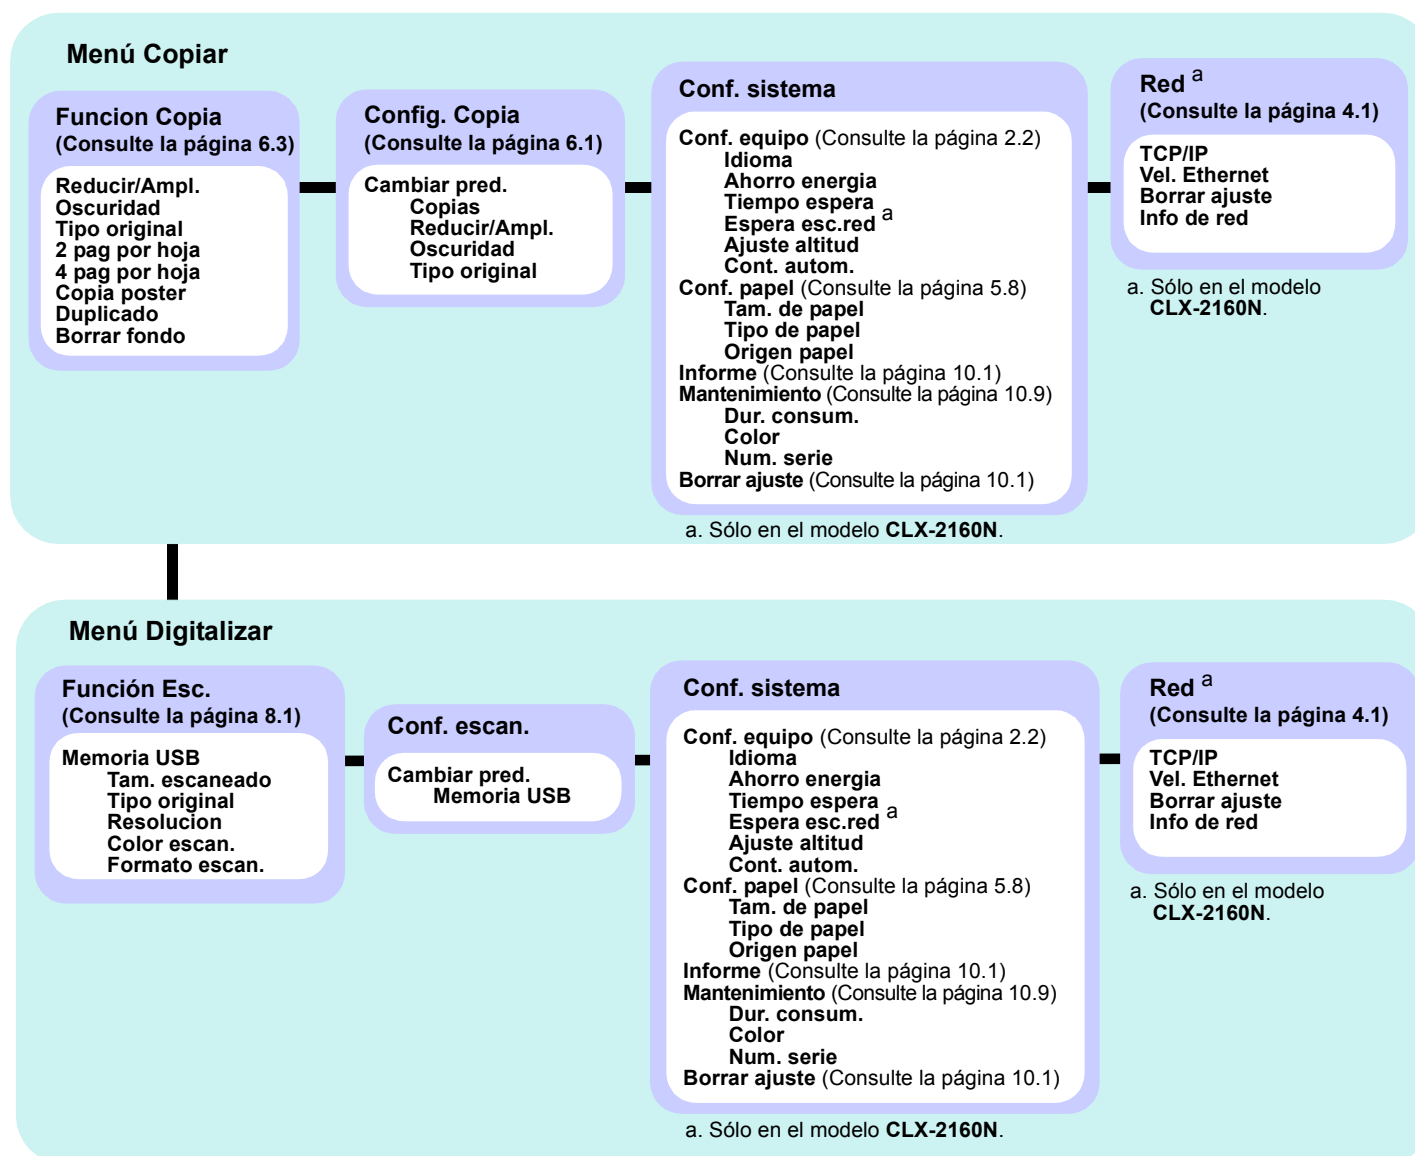 Menú Copiar
Funcion Copia
(Consulte la página 6.3)
Reducir/Ampl.
Oscuridad
Tipo original
2 pag por hoja
4 pag por hoja
Copia poster
Duplicado
Borrar fondo
Config. Copia
(Consulte la página 6.1)
Cambiar pred.
Copias
Reducir/Ampl.
Oscuridad
Tipo original
Conf. sistema
Conf. equipo (Consulte la página 2.2)
Idioma
Ahorro energia
Tiempo espera
Espera esc.red a
Ajuste altitud
Cont. autom.
Conf. papel (Consulte la página 5.8)
Tam. de papel
Tipo de papel
Origen papel
Informe (Consulte la página 10.1)
Mantenimiento (Consulte la página 10.9)
Dur. consum.
Color
Num. serie
Borrar ajuste (Consulte la página 10.1)
a. Sólo en el modelo CLX-2160N.
Red a
(Consulte la página 4.1)
TCP/IP
Vel. Ethernet
Borrar ajuste
Info de red
a. Sólo en el modelo
CLX-2160N.
Menú Digitalizar
Función Esc.
(Consulte la página 8.1)
Memoria USB
Tam. escaneado
Tipo original
Resolucion
Color escan.
Formato escan.
Conf. escan.
Cambiar pred.
Memoria USB
Conf. sistema
Conf. equipo (Consulte la página 2.2)
Idioma
Ahorro energia
Tiempo espera
Espera esc.red a
Ajuste altitud
Cont. autom.
Conf. papel (Consulte la página 5.8)
Tam. de papel
Tipo de papel
Origen papel
Informe (Consulte la página 10.1)
Mantenimiento (Consulte la página 10.9)
Dur. consum.
Color
Num. serie
Borrar ajuste (Consulte la página 10.1)
a. Sólo en el modelo CLX-2160N.
Red a
(Consulte la página 4.1)
TCP/IP
Vel. Ethernet
Borrar ajuste
Info de red
a. Sólo en el modelo
CLX-2160N.